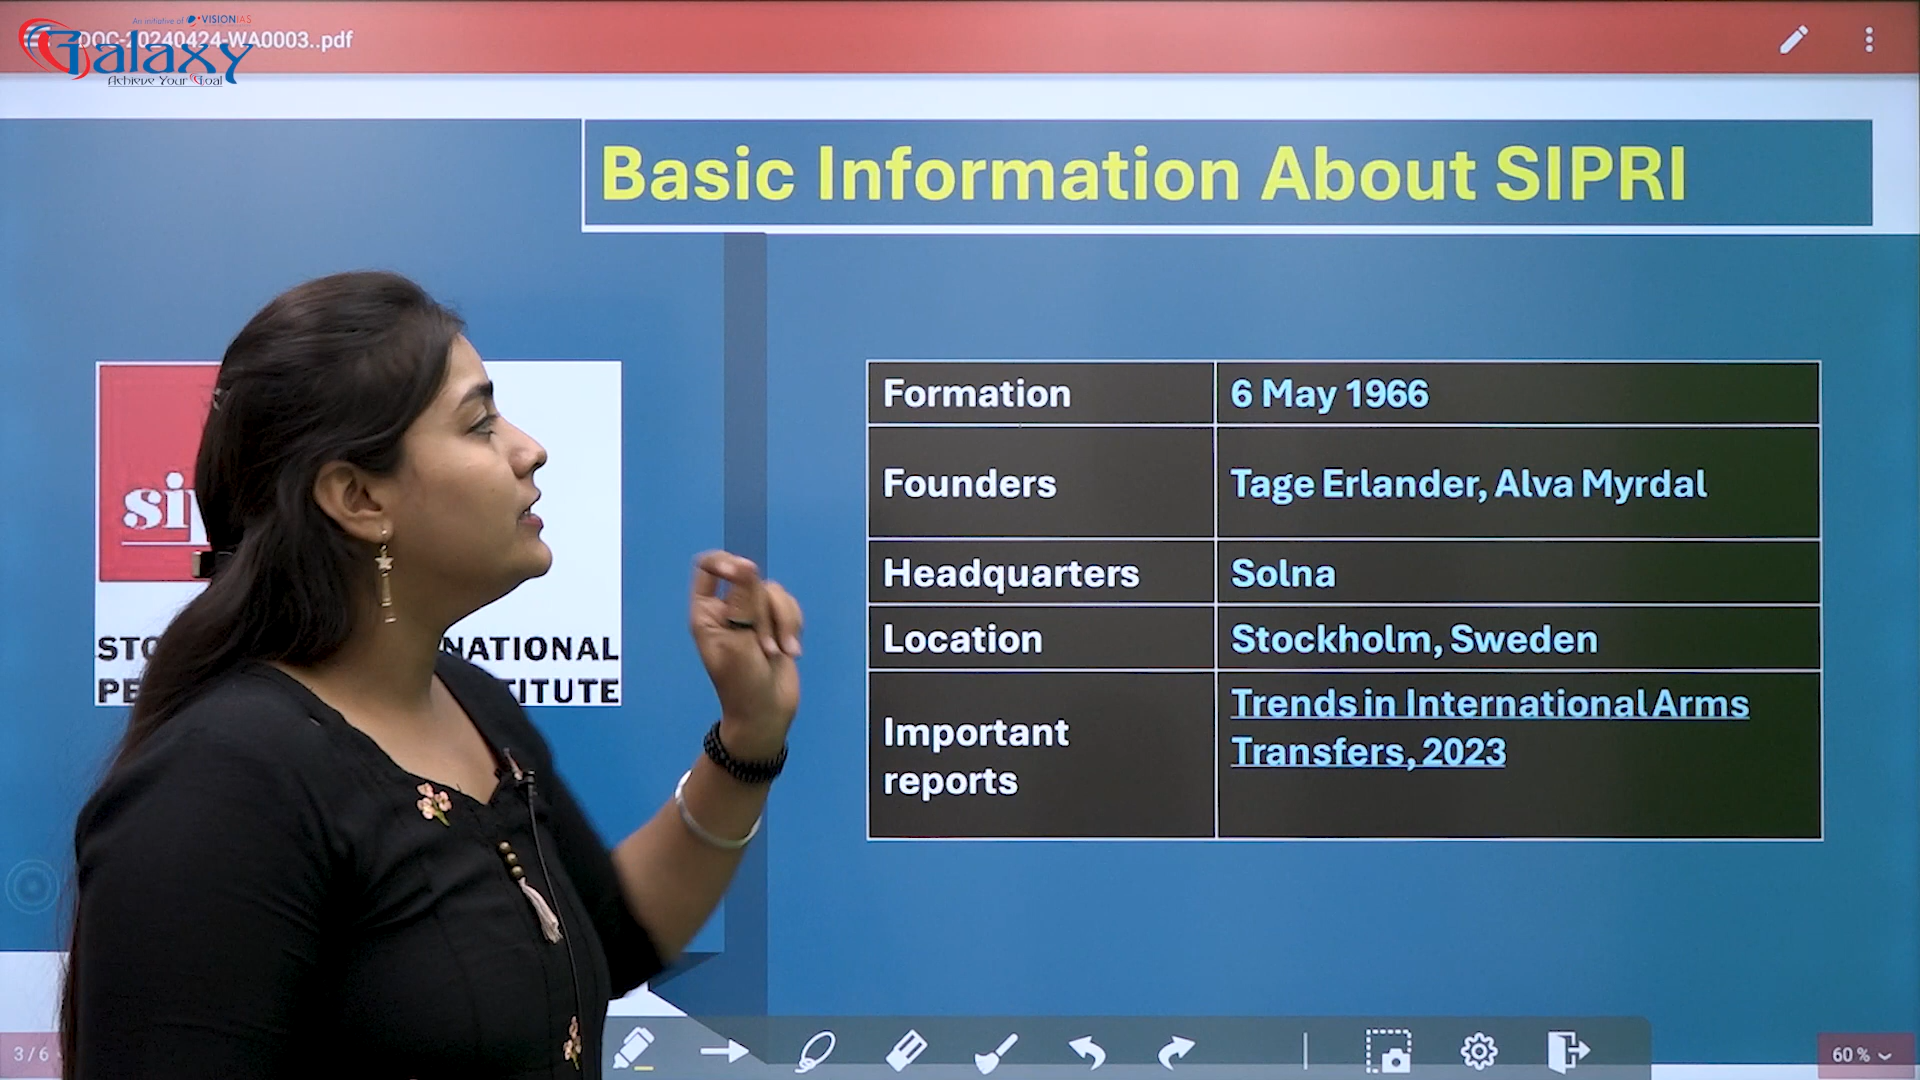 An initiative of VISIONIAS
Galaxy
Achieve Your Goal
DOC-20240424-WA0003..pdf
Basic Information About SIPRI
Formation 6 May 1966
Founders Tage Erlander, Alva Myrdal
Headquarters Solna
Location Stockholm, Sweden
Important reports Trends in International Arms Transfers, 2023
3 / 6
60 %